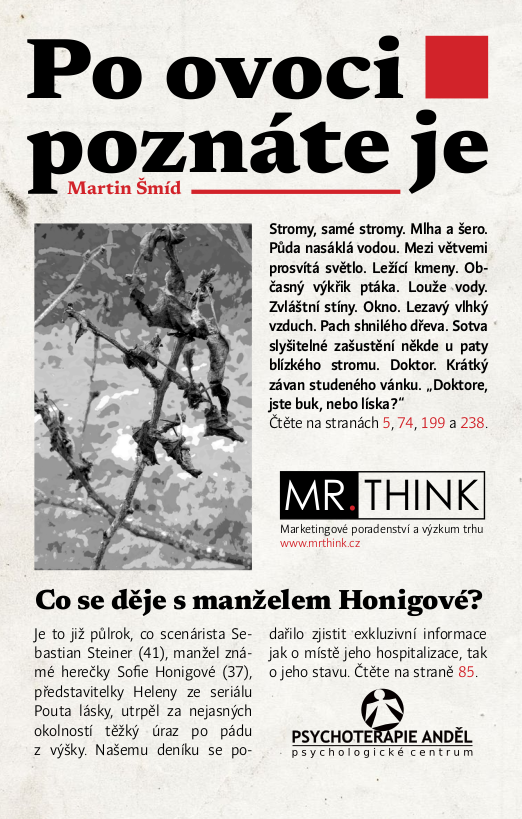 Po ovoci
poznáte je
Martin Šmíd
Stromy, samé stromy. Mlha a šero.
Půda nasáklá vodou. Mezi větvemi
prosvítá světlo. Ležící kmeny. Ob-
časný výkřik ptáka. Louže vody.
Zvláštní stíny. Okno. Lezavý vlhký
vzduch. Pach shnilého dřeva. Sotva
slyšitelné zašustění někde u paty
blízkého stromu. Doktor. Krátký
závan studeného vánku. „Doktore,
jste buk, nebo líska?“
Čtěte na stranách 5, 74, 199 a 238.
MR.THINK
Marketingové poradenství a výzkum trhu
www.mrthink.cz
Co se děje s manželem Honigové?
Je to již půlrok, co scenárista Se-
bastian Steiner (41), manžel zná-
mé herečky Sofie Honigové (37),
představitelky Heleny ze seriálu
Pouta lásky, utrpěl za nejasných
okolností těžký úraz po pádu
z výšky. Našemu deníku se po-
dařilo zjistit exkluzivní informace
jak o místě jeho hospitalizace, tak
o jeho stavu. Čtěte na straně 85.
PSYCHOTERAPIE ANDĚL
psychologické centrum